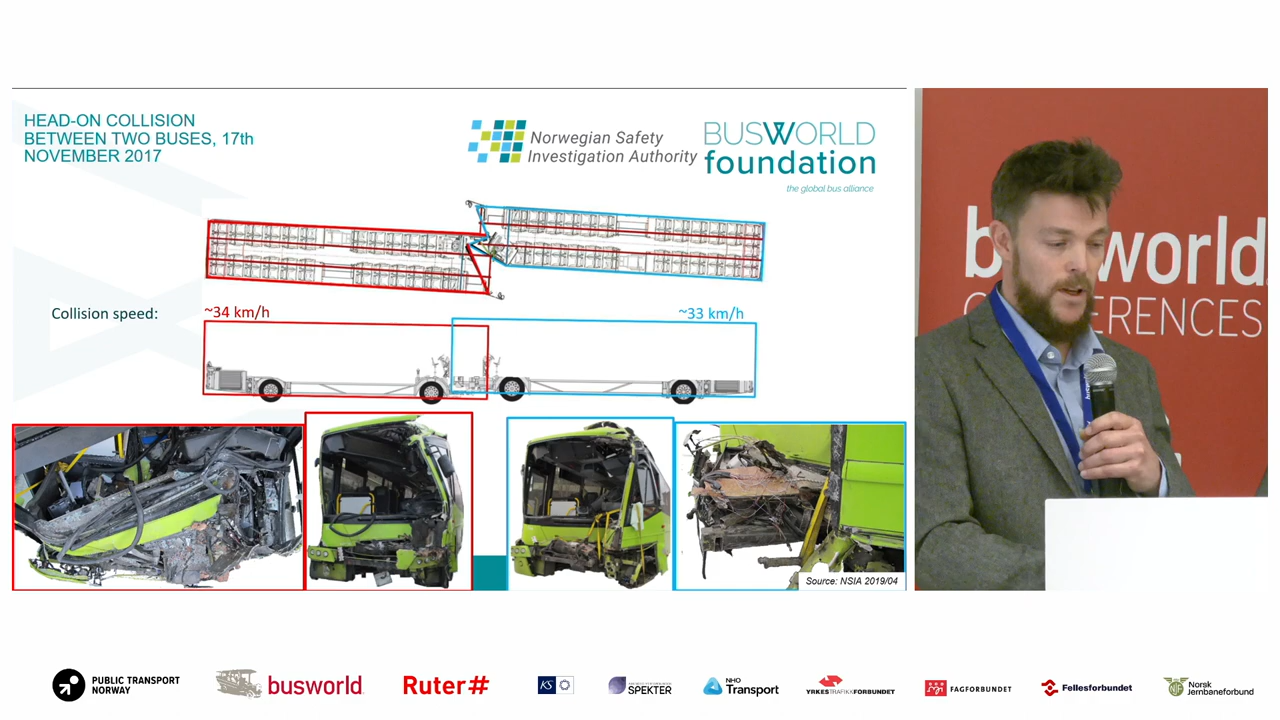 HEAD-ON COLLISION
BETWEEN TWO BUSES, 17th
NOVEMBER 2017
Norwegian Safety
Investigation Authority
BUSWORLD
foundation
the global bus alliance
Collision speed:
~34 km/h
~33 km/h
Source: NSIA 2019/04
busworld
CONFERENCES
PUBLIC TRANSPORT
NORWAY
busworld
Ruter#
KS
SPEKTER
NHO
Transport
YRKESTRAFIKKFORBUNDET
FAGFORBUNDET
Fellesforbundet
Norsk
Jernbaneforbund